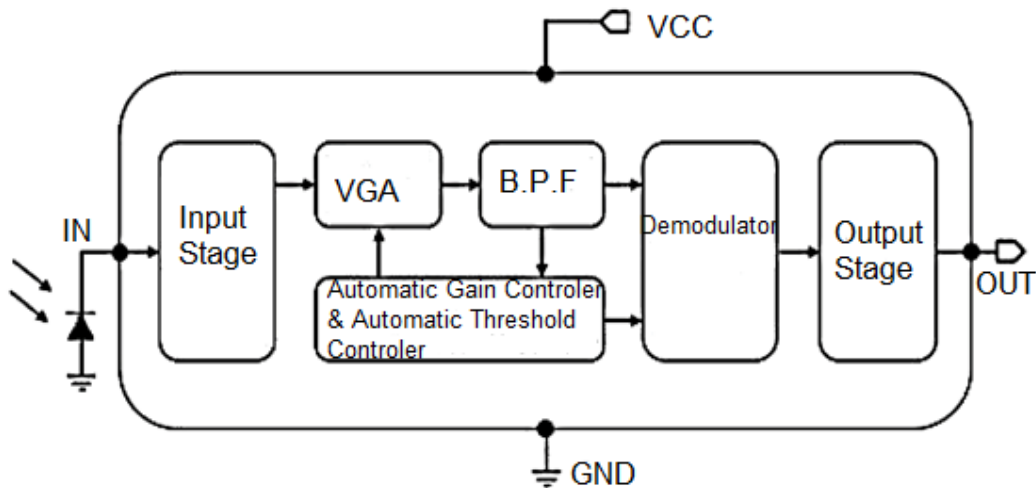 VCC
IN
Input
Stage
VGA
B.P.F
Demodulator
Output
Stage
OUT
Automatic Gain Controler
& Automatic Threshold
Controler
GND